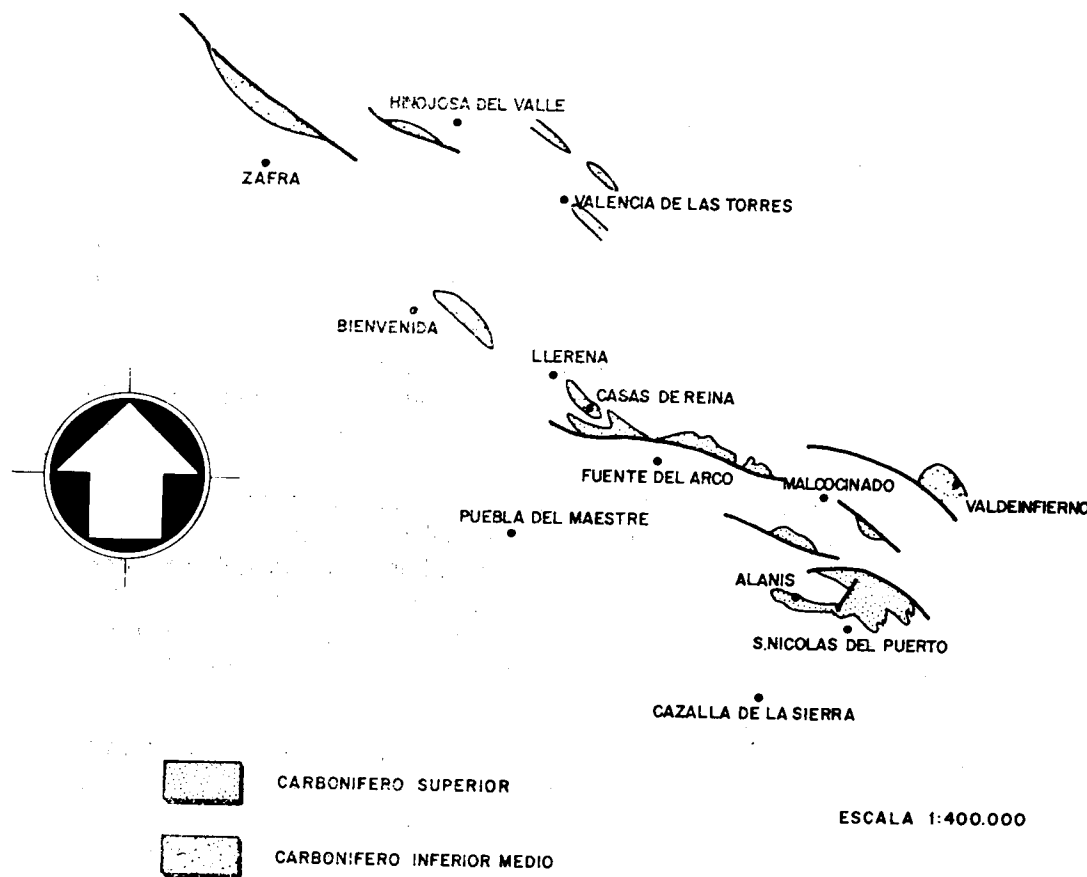 HINOJOSA DEL VALLE
ZAFRA
VALENCIA DE LAS TORRES
BIENVENIDA
LLERENA
CASAS DE REINA
FUENTE DEL ARCO
MALCOCINADO
VALDEINFIERNO
PUEBLA DEL MAESTRE
ALANIS
S.NICOLAS DEL PUERTO
CAZALLA DE LA SIERRA
CARBONIFERO SUPERIOR
ESCALA 1:400.000
CARBONIFERO INFERIOR MEDIO